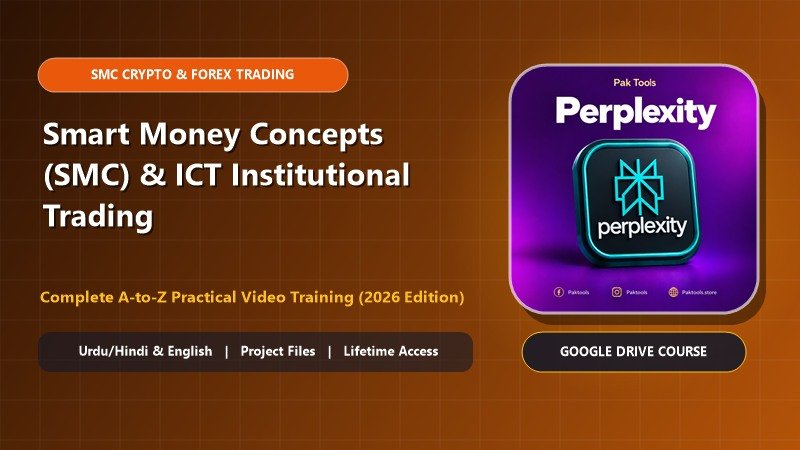 SMC CRYPTO & FOREX TRADING
Smart Money Concepts
(SMC) & ICT Institutional
Trading
Complete A-to-Z Practical Video Training (2026 Edition)
Urdu/Hindi & English | Project Files | Lifetime Access
Pak Tools
Perplexity
perplexity
Paktools Paktools Paktools.store
GOOGLE DRIVE COURSE